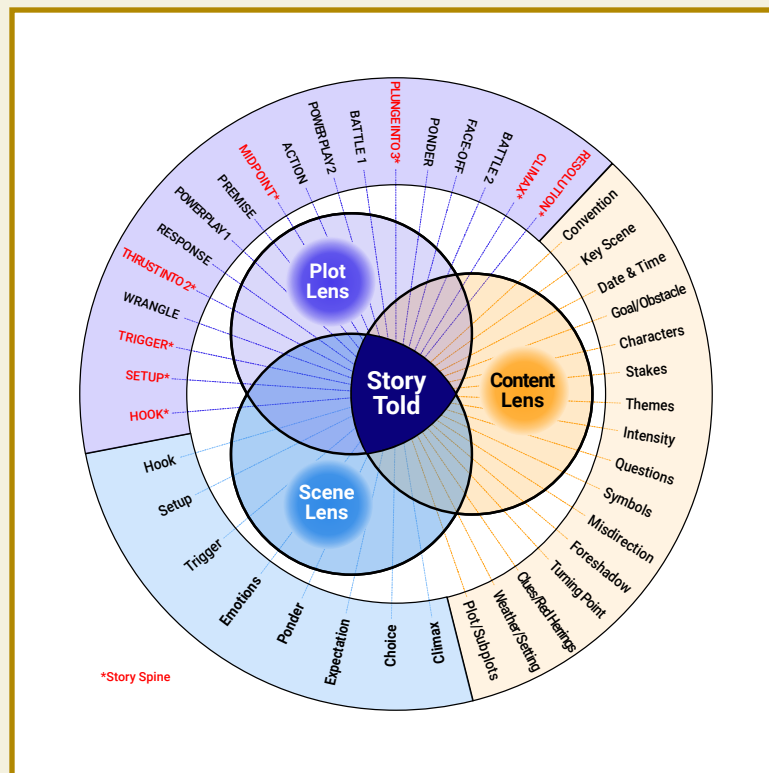 HOOK*
SETUP*
TRIGGER*
WRANGLE
THRUST INTO 2*
RESPONSE
POWERPLAY 1
PREMISE
MIDPOINT*
ACTION
POWERPLAY 2
BATTLE 1
PLUNGE INTO 3*
PONDER
FACE-OFF
BATTLE 2
CLIMAX*
RESOLUTION*
Convention
Key Scene
Date & Time
Goal/Obstacle
Characters
Stakes
Themes
Intensity
Questions
Symbols
Misdirection
Foreshadow
Turning Point
Clues/Red Herrings
Weather/Setting
Plot/Subplots
Climax
Choice
Expectation
Ponder
Emotions
Trigger
Setup
Hook
Plot
Lens
Story
Told
Content
Lens
Scene
Lens
*Story Spine